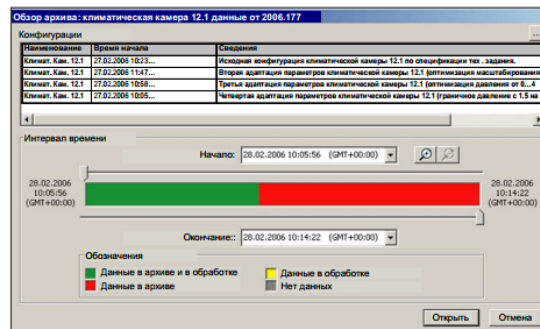 Обзор архива: климатическая камера 12.1 данные от 2006.177
Конфигурации
...
Наименование Время начала Сведения
Климат. Кам. 12.1 27.02.2006 10:23... Исходная конфигурация климатической камеры 12.1 по спецификации тех . задания.
Климат. Кам. 12.1 27.02.2006 11:47... Вторая адаптация параметров климатической камеры 12.1 (оптимизация масштабирования
Климат. Кам. 12.1 27.02.2006 10:58... Третья адаптация параметров климатической камеры 12.1 (оптимизация давления от 0...4
Климат. Кам. 12.1 27.02.2006 10:05... Четвертая адаптация параметров климатической камеры 12.1 (граничное давление с 1.5 на
Интервал времени
Начало: 28.02.2006 10:05:56 (GMT+00:00)
28.02.2006
10:05:56
(GMT+00:00)
28.02.2006
10:14:22
(GMT+00:00)
Окончание:: 28.02.2006 10:14:22 (GMT+00:00)
Обозначения
Данные в архиве и в обработке Данные в обработке
Данные в архиве Нет данных
Открыть Отмена